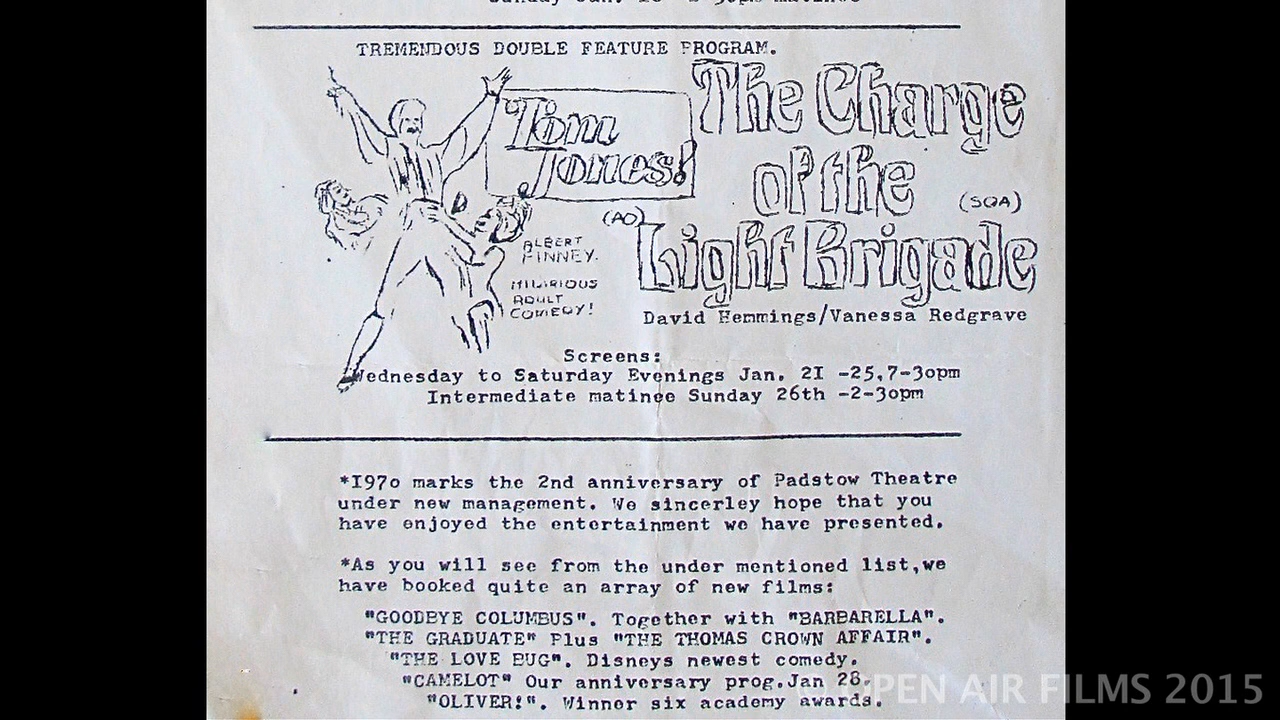 TREMENDOUS DOUBLE FEATURE PROGRAM.
Tom
Jones!
(AO)
ALBERT
FINNEY.
HILIRIOUS
ADULT
COMEDY!
The Charge
of the
Light Brigade
(SOA)
David Hemmings/Vanessa Redgrave
Screens:
Wednesday to Saturday Evenings Jan. 2I -25,7-3opm
Intermediate matinee Sunday 26th -2-3opm
*I97o marks the 2nd anniversary of Padstow Theatre
under new management. We sincerley hope that you
have enjoyed the entertainment we have presented.
*As you will see from the under mentioned list,we
have booked quite an array of new films:
"GOODBYE COLUMBUS". Together with "BARBARELLA".
"THE GRADUATE" Plus "THE THOMAS CROWN AFFAIR".
"THE LOVE BUG". Disneys newest comedy.
"CAMELOT" Our anniversary prog.Jan 28.
"OLIVER!". Winner six academy awards.
© OPEN AIR FILMS 2015